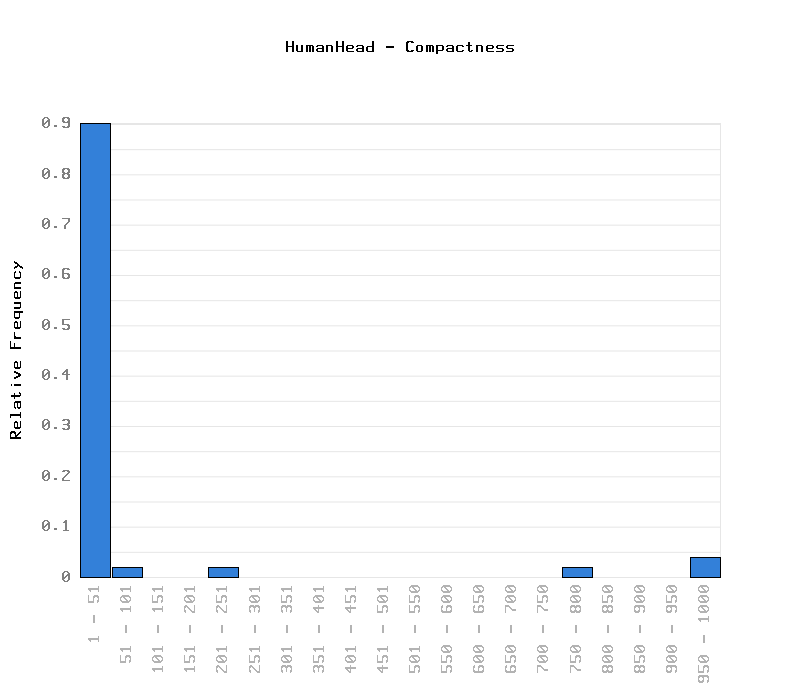 HumanHead - Compactness
Relative Frequency
0.9
0.8
0.7
0.6
0.5
0.4
0.3
0.2
0.1
0
1 - 51
51 - 101
101 - 151
151 - 201
201 - 251
251 - 301
301 - 351
351 - 401
401 - 451
451 - 501
501 - 550
550 - 600
600 - 650
650 - 700
700 - 750
750 - 800
800 - 850
850 - 900
900 - 950
950 - 1000